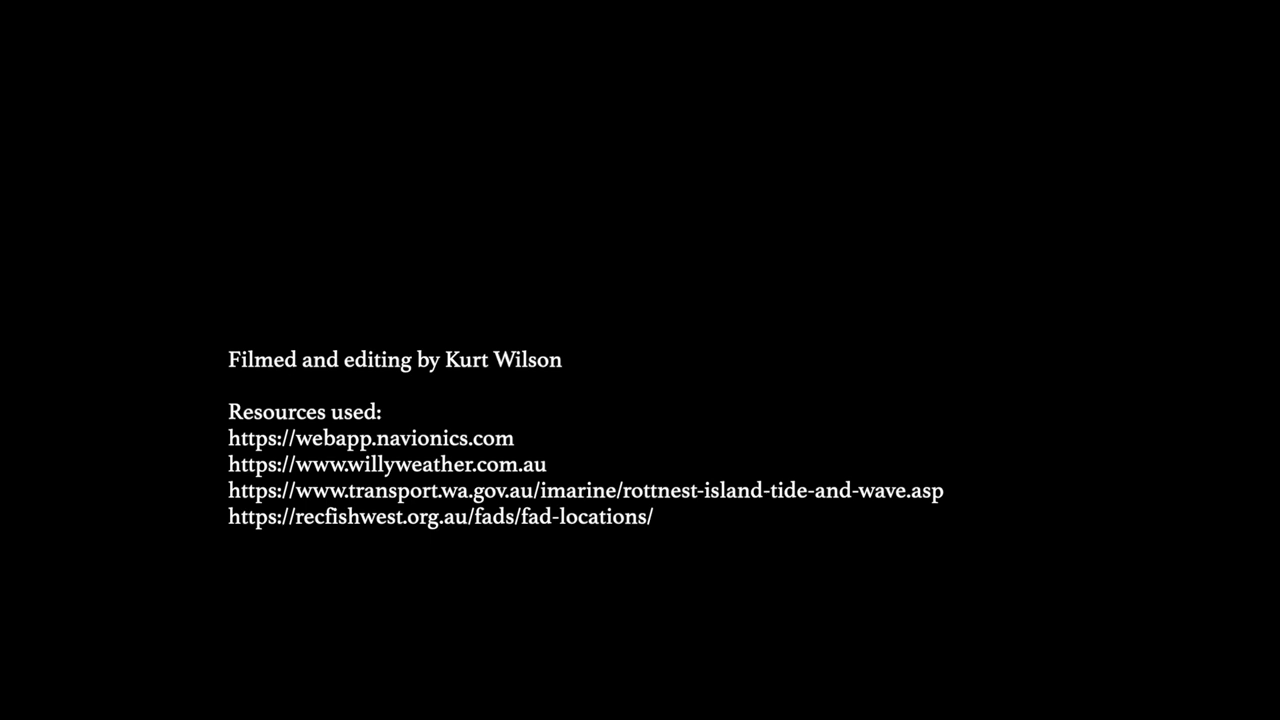 Filmed and editing by Kurt Wilson
Resources used:
https://webapp.navionics.com
https://www.willyweather.com.au
https://www.transport.wa.gov.au/imarine/rottnest-island-tide-and-wave.asp
https://recfishwest.org.au/fads/fad-locations/